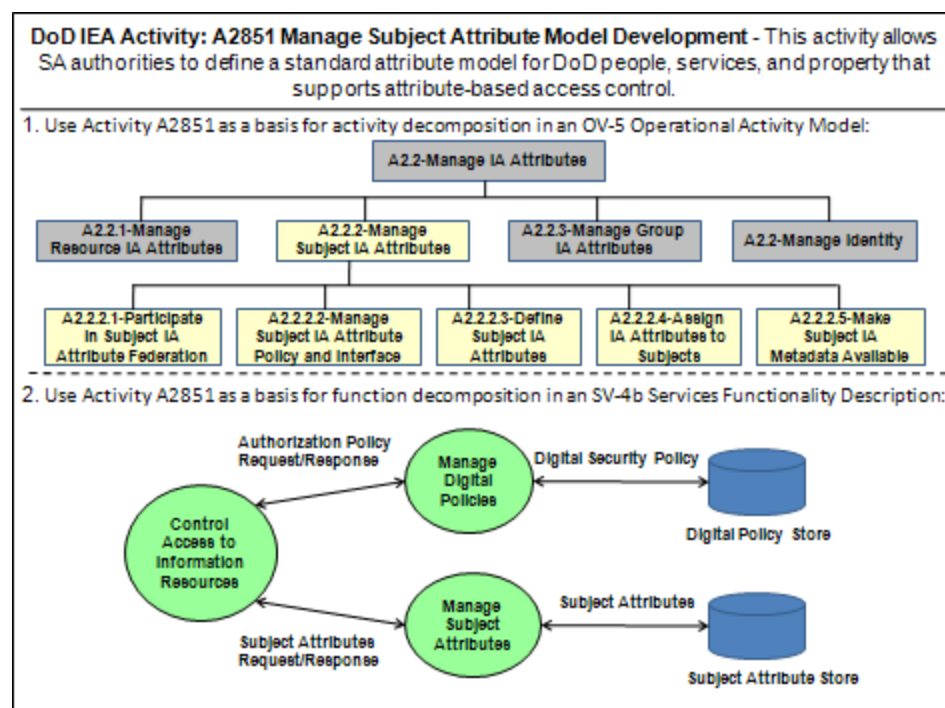 DoD IEA Activity: A2851 Manage Subject Attribute Model Development - This activity allows
SA authorities to define a standard attribute model for DoD people, services, and property that
supports attribute-based access control.
1. Use Activity A2851 as a basis for activity decomposition in an OV-5 Operational Activity Model:
A2.2-Manage IA Attributes
A2.2.1-Manage
Resource IA Attributes
A2.2.2-Manage
Subject IA Attributes
A2.2.3-Manage Group
IA Attributes
A2.2-Manage Identity
A2.2.2.1-Participate
in Subject IA
Attribute Federation
A2.2.2.2-Manage
Subject IA Attribute
Policy and Interface
A2.2.2.3-Define
Subject IA
Attributes
A2.2.2.4-Assign
IA Attributes to
Subjects
A2.2.2.5-Make
Subject IA
Metadata Available
2. Use Activity A2851 as a basis for function decomposition in an SV-4b Services Functionality Description:
Authorization Policy
Request/Response
Manage
Digital
Policies
Digital Security Policy
Digital Policy Store
Control
Access to
Information
Resources
Subject Attributes
Request/Response
Manage
Subject
Attributes
Subject Attributes
Subject Attribute Store